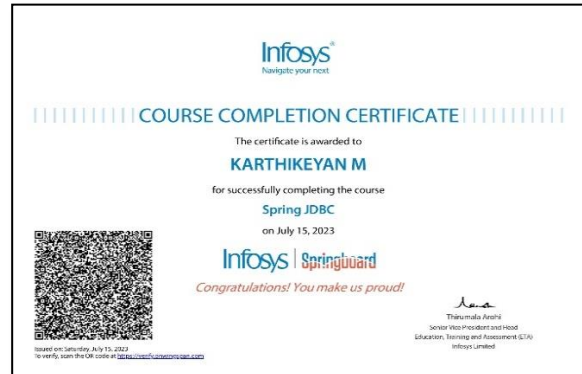 Infosys®
Navigate your next
COURSE COMPLETION CERTIFICATE
The certificate is awarded to
KARTHIKEYAN M
for successfully completing the course
Spring JDBC
on July 15, 2023
Infosys | Springboard
Congratulations! You make us proud!
Issued on: Saturday, July 15, 2023
To verify, scan the QR code at https://verify.onwingspan.com
Thirumala Arohi
Senior Vice President and Head
Education, Training and Assessment (ETA)
Infosys Limited